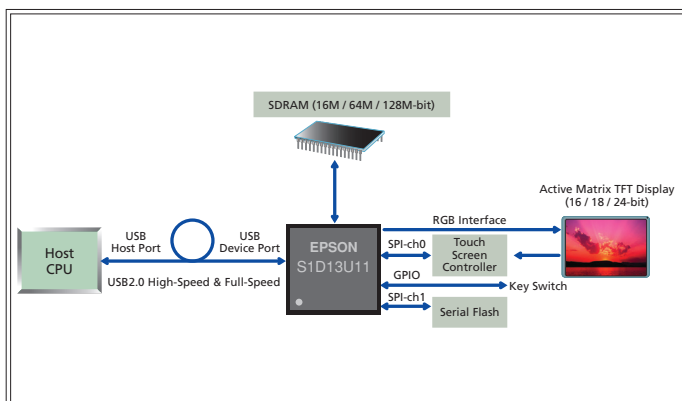 SDRAM (16M / 64M / 128M-bit)
Active Matrix TFT Display
(16 / 18 / 24-bit)
RGB Interface
USB
Host Port
USB
Device Port
Host
CPU
USB2.0 High-Speed & Full-Speed
EPSON
S1D13U11
SPI-ch0
Touch
Screen
Controller
GPIO
Key Switch
SPI-ch1
Serial Flash